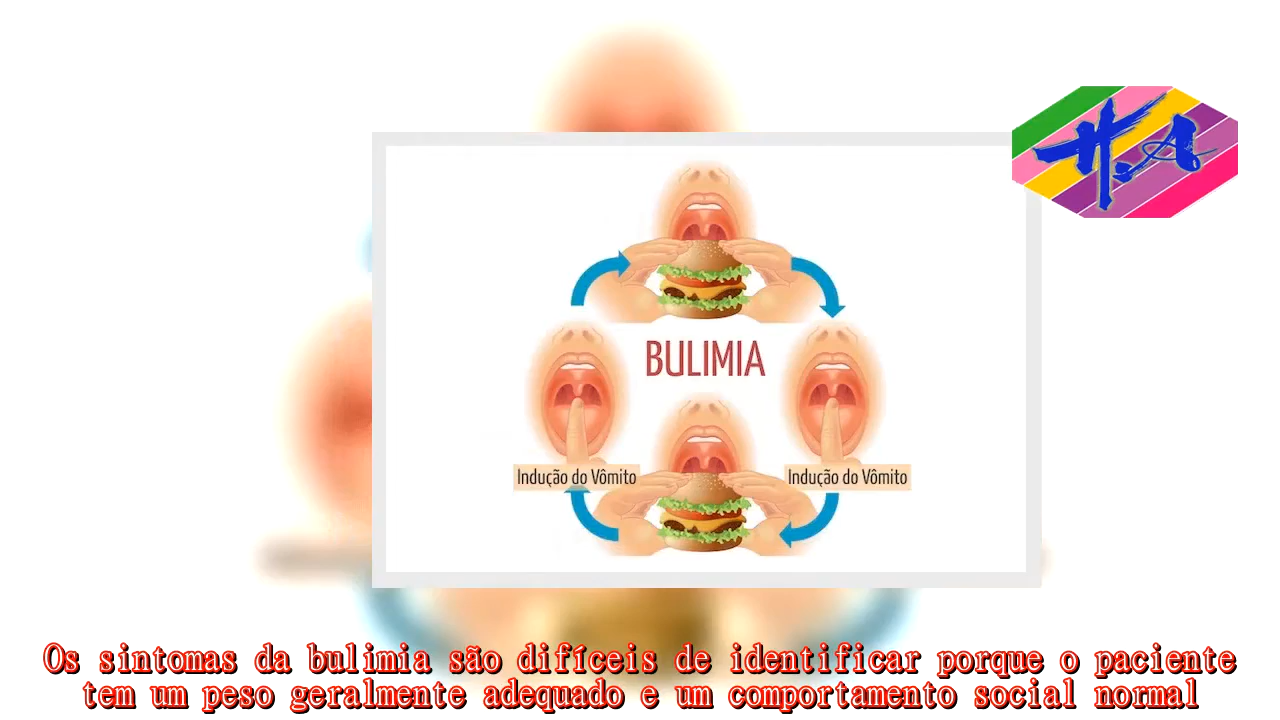 BULIMIA
Indução do Vômito
Indução do Vômito
Os sintomas da bulimia são difíceis de identificar porque o paciente
tem um peso geralmente adequado e um comportamento social normal